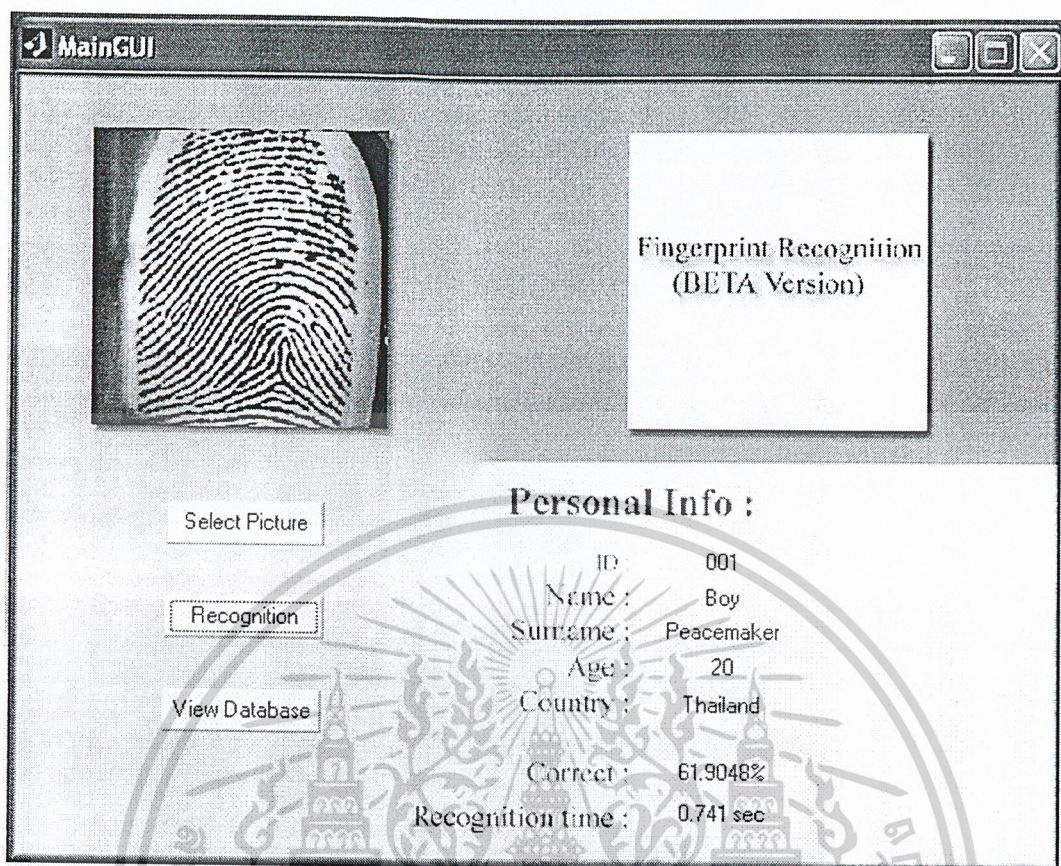 MainGUI
Fingerprint Recognition
(BETA Version)
Select Picture
Recognition
View Database
Personal Info :
ID : 001
Name : Boy
Surname : Peacemaker
Age : 20
Country : Thailand
Correct : 61.9048%
Recognition time : 0.741 sec